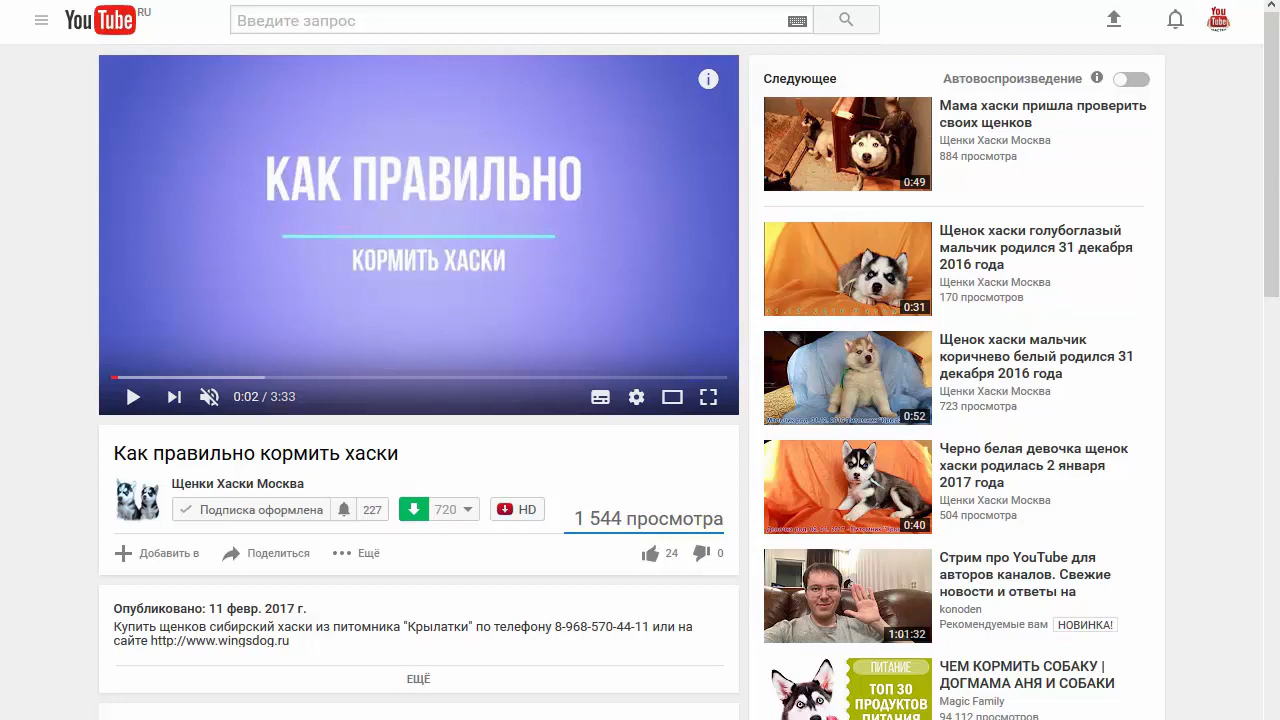 YouTube RU
Введите запрос
КАК ПРАВИЛЬНО
КОРМИТЬ ХАСКИ
0:02 / 3:33
Как правильно кормить хаски
Щенки Хаски Москва
Подписка оформлена 227
720
HD
1 544 просмотра
Добавить в
Поделиться
Ещё
24
0
Опубликовано: 11 февр. 2017 г.
Купить щенков сибирский хаски из питомника "Крылатки" по телефону 8-968-570-44-11 или на
сайте http://www.wingsdog.ru
ЕЩЁ
Следующее
Автовоспроизведение
0:49
Мама хаски пришла проверить
своих щенков
Щенки Хаски Москва
884 просмотра
0:31
Щенок хаски голубоглазый
мальчик родился 31 декабря
2016 года
Щенки Хаски Москва
170 просмотров
0:52
Щенок хаски мальчик
коричнево белый родился 31
декабря 2016 года
Щенки Хаски Москва
723 просмотра
0:40
Черно белая девочка щенок
хаски родилась 2 января
2017 года
Щенки Хаски Москва
504 просмотра
1:01:32
Стрим про YouTube для
авторов каналов. Свежие
новости и ответы на
konoden
Рекомендуемые вам НОВИНКА!
ПИТАНИЕ
ТОП 30
ПРОДУКТОВ
ПИТАНИЯ
ЧЕМ КОРМИТЬ СОБАКУ |
ДОГМАМА АНЯ И СОБАКИ
Magic Family
94 112 просмотров